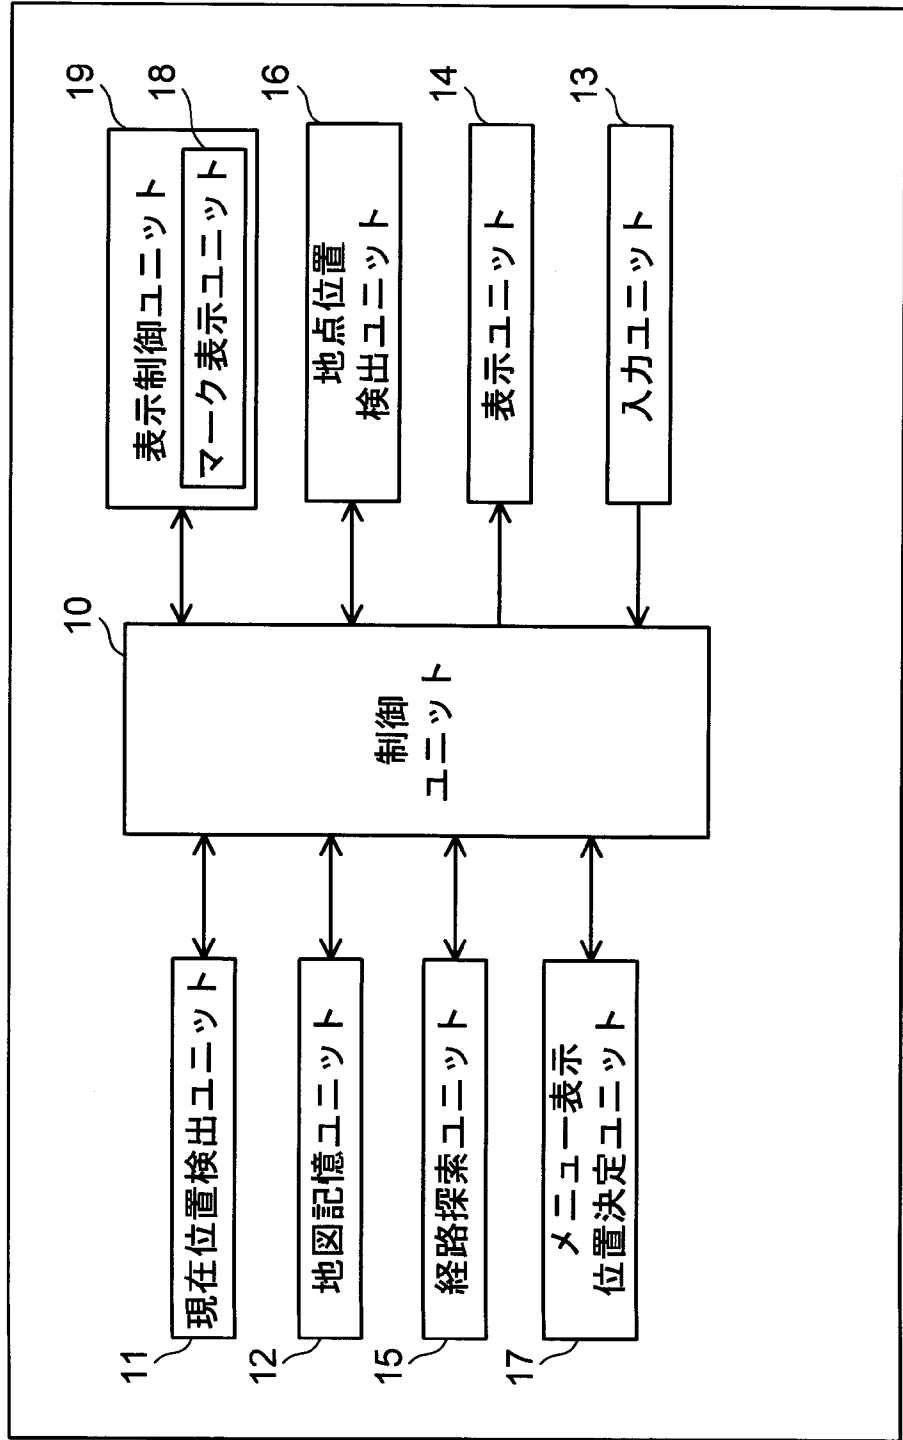 10
制御
ユニット
11
現在位置検出ユニット
12
地図記憶ユニット
15
経路探索ユニット
17
メニュー表示
位置決定ユニット
19
表示制御ユニット
18
マーク表示ユニット
16
地点位置
検出ユニット
14
表示ユニット
13
入力ユニット